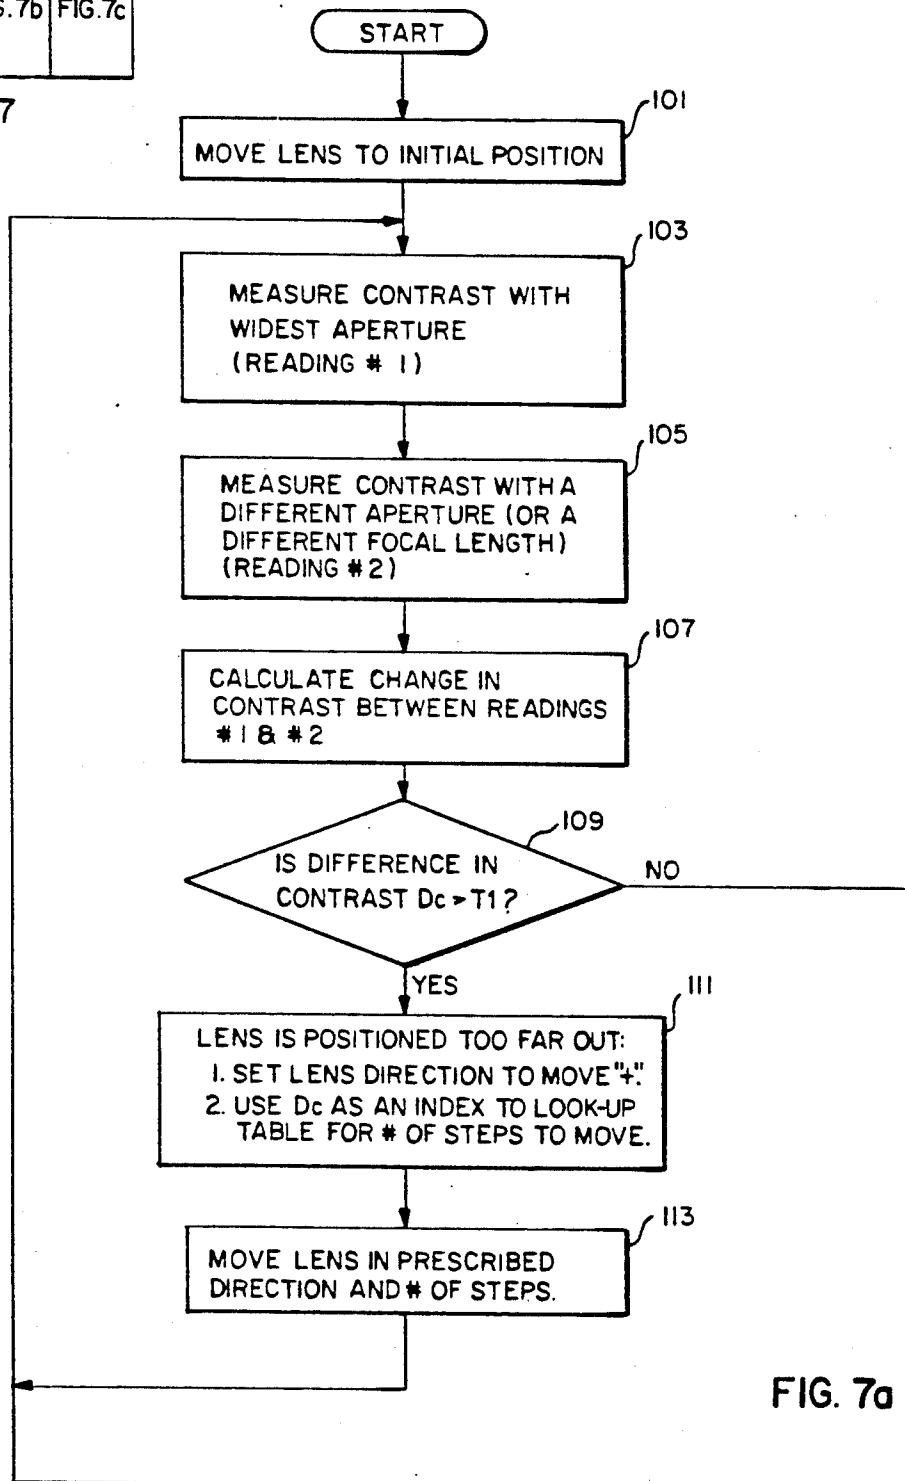 G.7b FIG.7c
7
START
101
MOVE LENS TO INITIAL POSITION
103
MEASURE CONTRAST WITH
WIDEST APERTURE
(READING # 1)
105
MEASURE CONTRAST WITH A
DIFFERENT APERTURE (OR A
DIFFERENT FOCAL LENGTH)
(READING #2)
107
CALCULATE CHANGE IN
CONTRAST BETWEEN READINGS
#1 & #2
109
IS DIFFERENCE IN
CONTRAST Dc > T1?
NO
YES
111
LENS IS POSITIONED TOO FAR OUT:
1. SET LENS DIRECTION TO MOVE "+".
2. USE Dc AS AN INDEX TO LOOK-UP
TABLE FOR # OF STEPS TO MOVE.
113
MOVE LENS IN PRESCRIBED
DIRECTION AND # OF STEPS.
FIG. 7a